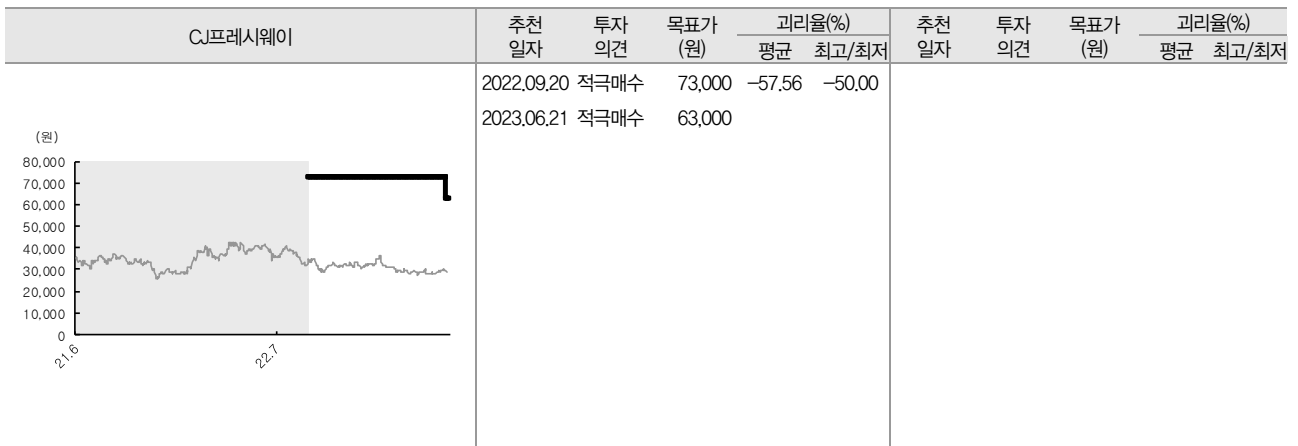 CJ프레시웨이 추천 일자 투자 의견 목표가 (원) 괴리율(%) 평균 최고/최저 추천 일자 투자 의견 목표가 (원) 괴리율(%) 평균 최고/최저
2022.09.20 적극매수 73,000 -57.56 -50.00
2023.06.21 적극매수 63,000
(원)
80,000
70,000
60,000
50,000
40,000
30,000
20,000
10,000
0
21.6 22.7